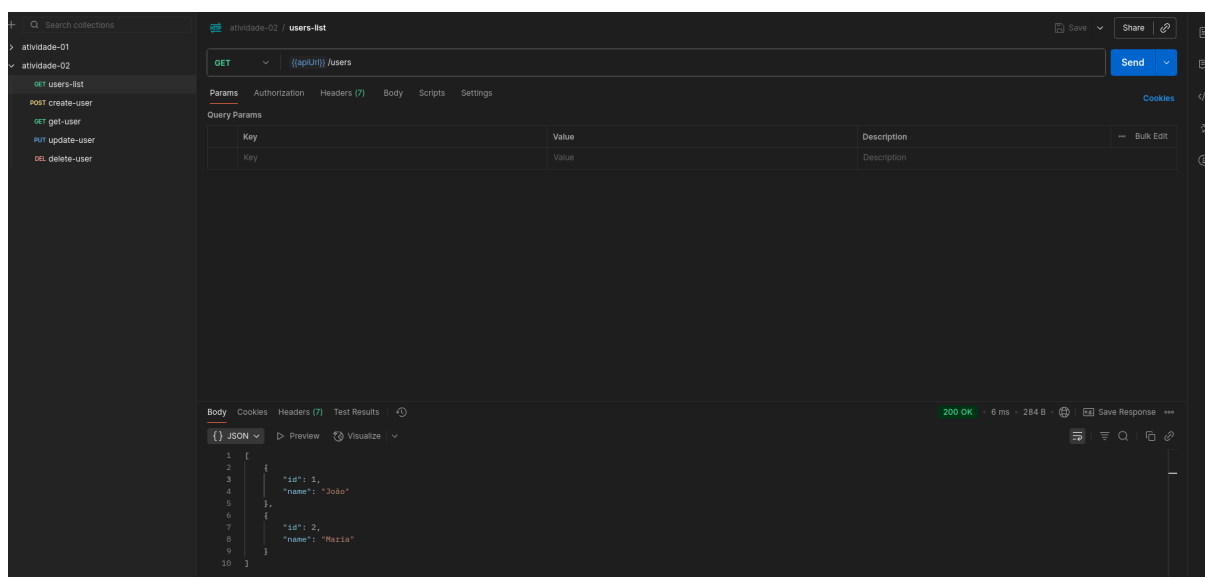 Search collections
atividade-01
atividade-02
GET users-list
POST create-user
GET get-user
PUT update-user
DEL delete-user
atividade-02 / users-list
Save
Share
GET {{apiUrl}} /users
Send
Params Authorization Headers (7) Body Scripts Settings
Cookies
Query Params
Key Value Description Bulk Edit
Key Value Description
Body Cookies Headers (7) Test Results
200 OK 6 ms 284 B Save Response
{} JSON Preview Visualize
1 [
2 {
3 "id": 1,
4 "name": "João"
5 },
6 {
7 "id": 2,
8 "name": "Maria"
9 }
10 ]